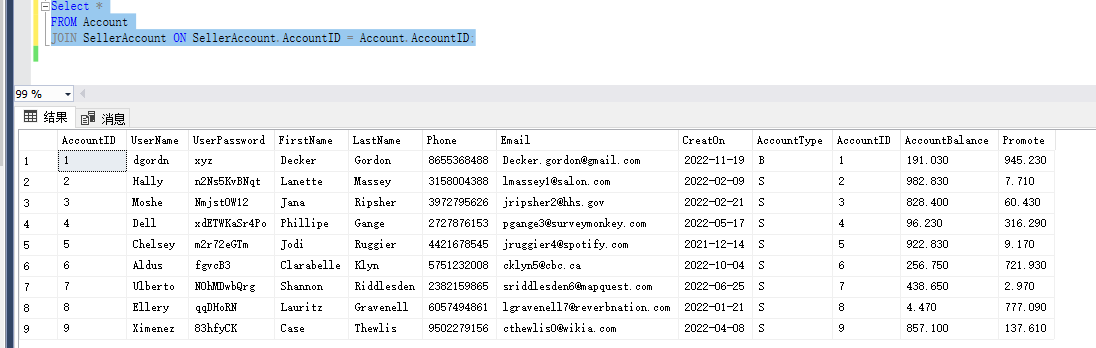 Select *
FROM Account
JOIN SellerAccount ON SellerAccount.AccountID = Account.AccountID;
99 %
结果 消息
AccountID UserName UserPassword FirstName LastName Phone Email CreatOn AccountType AccountID AccountBalance Promote
1 1 dgordn xyz Decker Gordon 8655368488 Decker.gordon@gmail.com 2022-11-19 B 1 191.030 945.230
2 2 Hally n2Ns5KvBNqt Lanette Massey 3158004388 lmassey1@salon.com 2022-02-09 S 2 982.830 7.710
3 3 Moshe NmjstOW12 Jana Ripsher 3972795626 jripsher2@hhs.gov 2022-02-21 S 3 828.400 60.430
4 4 Dell xdETWKaSr4Po Phillipe Gange 2727876153 pgange3@surveymonkey.com 2022-05-17 S 4 96.230 316.290
5 5 Chelsey m2r72eGTm Jodi Ruggier 4421678545 jruggier4@spotify.com 2021-12-14 S 5 922.830 9.170
6 6 Aldus fgvcB3 Clarabelle Klyn 5751232008 cklyn5@cbc.ca 2022-10-04 S 6 256.750 721.930
7 7 Ulberto NOhMDwbQrg Shannon Riddlesden 2382159865 sriddlesden6@mapquest.com 2022-06-25 S 7 438.650 2.970
8 8 Ellery qqDHoRN Lauritz Gravenell 6057494861 lgravenell7@reverbnation.com 2022-01-21 S 8 4.470 777.090
9 9 Ximenez 83hfyCK Case Thewlis 9502279156 cthewlis0@wikia.com 2022-04-08 S 9 857.100 137.610